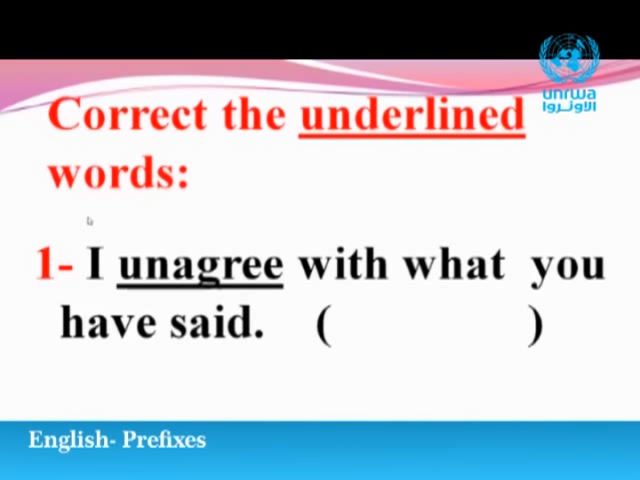 unrwa
الاونروا
Correct the underlined
words:
1- I unagree with what you
have said. ( )
English- Prefixes